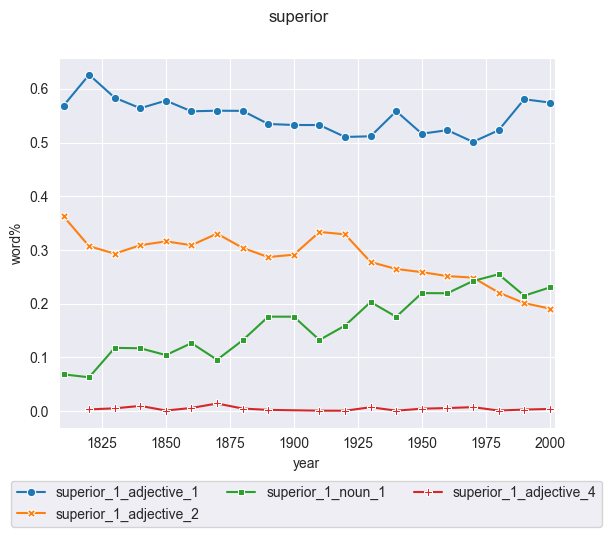 superior
0.6
0.5
0.4
0.3
0.2
0.1
0.0
word%
1825 1850 1875 1900 1925 1950 1975 2000
year
superior_1_adjective_1 superior_1_noun_1 superior_1_adjective_4
superior_1_adjective_2